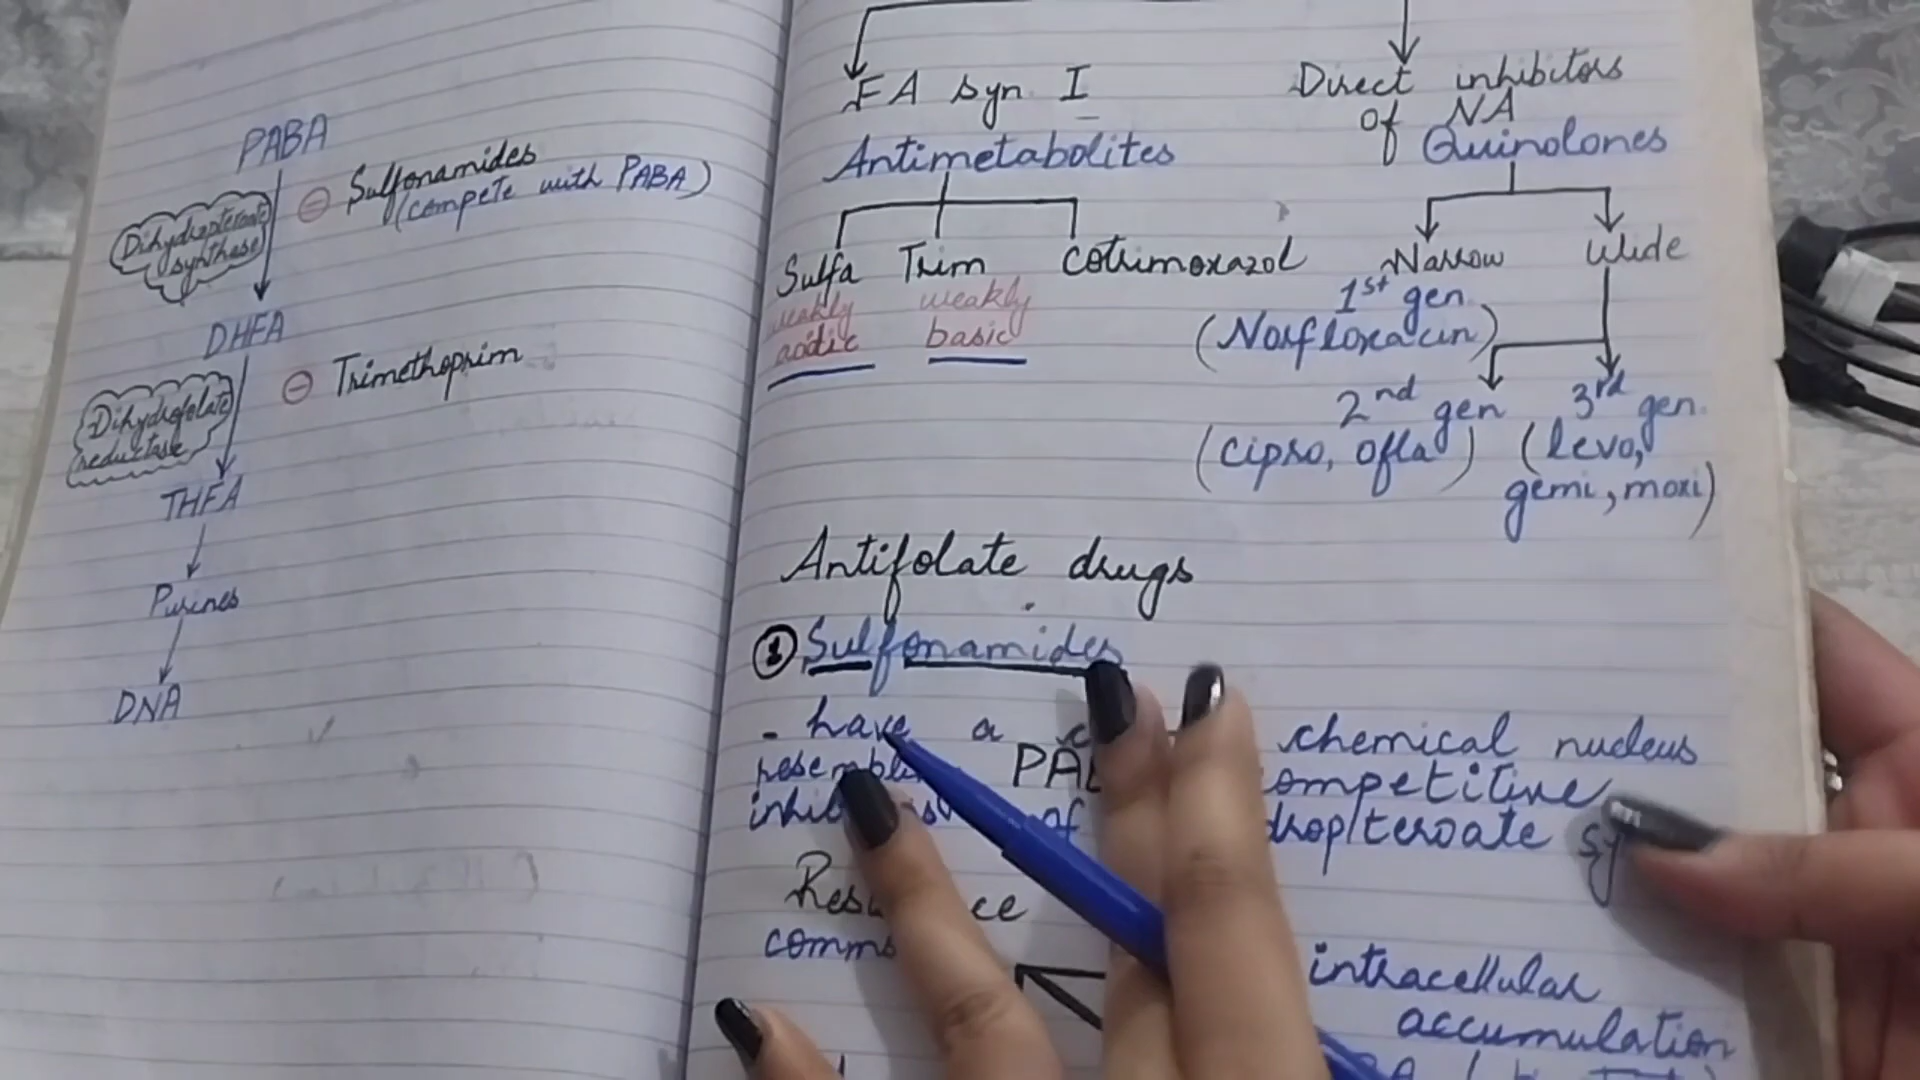 PABA
Sulfonamides
(compete with PABA)
Dihydropteroate
synthase
DHFA
Trimethoprim
Dihydrofolate
reductase
THFA
Purines
DNA
FA syn I
Antimetabolites
Sulfa Trim Cotrimoxazol
weakly weakly
acidic basic
Direct inhibitors
of NA
Quinolones
Narrow Wide
1st gen
(Norfloxacin)
2nd gen 3rd gen.
(cipro, ofla) (levo,
gemi, moxi)
Antifolate drugs
1 Sulfonamides
- have a chemical nucleus
competitive
of
intracellular
accumulation